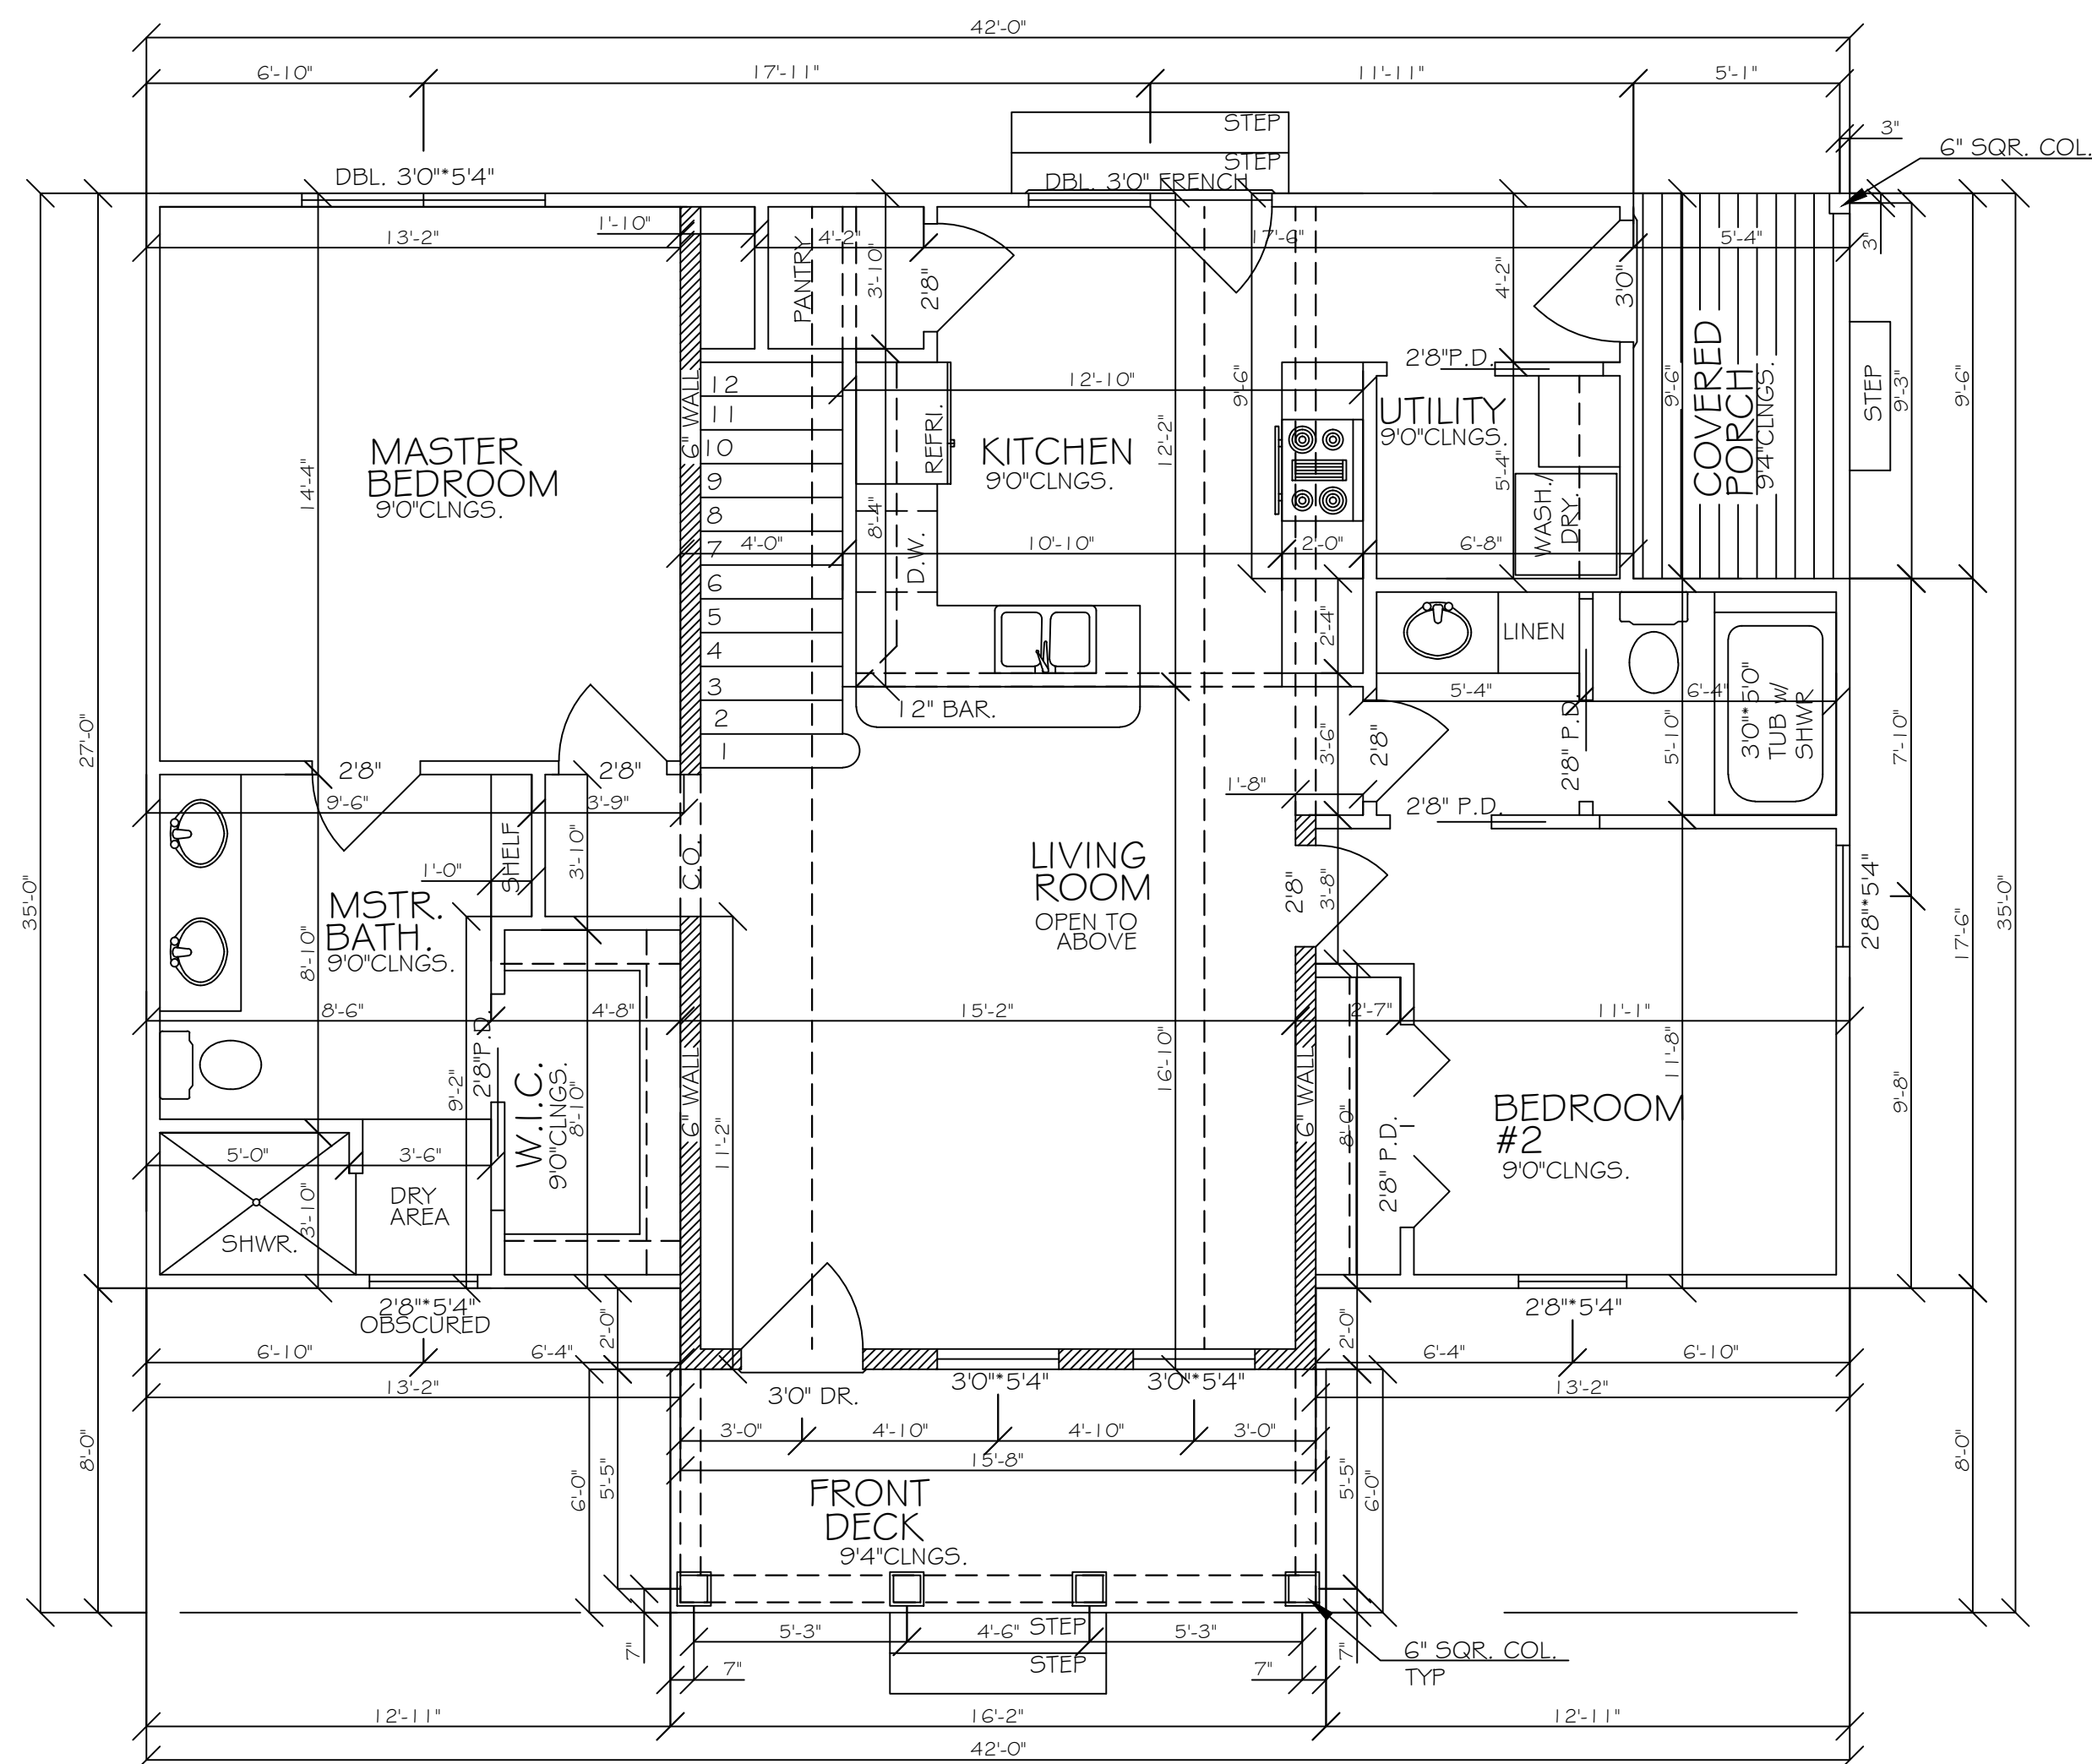 42'-0"
6'-10" 17'-11" 11'-11" 5'-1"
STEP
3"
6" SQR. COL.
STEP
DBL. 3'0"*5'4"
DBL. 3'0" FRENCH
1'-10"
13'-2" 4'-2" 17'-6" 5'-4"
3"
PANTRY
3'-10"
2'8"
4'-2"
3'0"
2'8"P.D.
12'-10"
12
11
10
9
8
7
6
5
4
3
2
1
6" WALL
REFRI.
9'-6"
12'-2"
UTILITY
9'0"CLNGS.
9'-6"
COVERED
PORCH
9'4"CLNGS.
STEP
9'-3"
9'-6"
MASTER
BEDROOM
9'0"CLNGS.
14'-4"
KITCHEN
9'0"CLNGS.
5'-4"
WASH./
DRY.
8'-4"
D.W.
4'-0" 10'-10" 2'-0" 6'-8"
2'-4"
LINEN
5'-4" 6'-4"
3'0"*5'0"
TUB w/
SHWR
12" BAR.
27'-0"
3'-6"
2'8"
2'8" P.D.
5'-10"
7'-10"
2'8" 2'8"
9'-6" 3'-9"
1'-8"
2'8" P.D.
SHELF
3'-10"
C.O.
1'-0"
35'-0"
LIVING
ROOM
OPEN TO
ABOVE
2'8"
3'-8"
2'8"*5'4"
17'-6"
35'-0"
MSTR.
BATH.
9'0"CLNGS.
8'-10"
8'-6" 4'-8" 15'-2" 2'-7" 11'-1"
9'-2"
2'8"P.D.
W.I.C.
9'0"CLNGS.
8'-10"
6" WALL
11'-2"
16'-10"
6" WALL
8'-0"
2'8" P.D.
11'-8"
BEDROOM
#2
9'0"CLNGS.
9'-8"
5'-0" 3'-6"
3'-10"
DRY
AREA
SHWR.
2'8"*5'4"
OBSCURED
2'8"*5'4"
2'-0" 2'-0"
6'-10" 6'-4" 6'-4" 6'-10"
13'-2" 13'-2"
3'0" DR. 3'0"*5'4" 3'0"*5'4"
3'-0" 4'-10" 4'-10" 3'-0"
15'-8"
8'-0"
6'-0"
5'-5"
FRONT
DECK
9'4"CLNGS.
5'-5"
6'-0"
8'-0"
5'-3" 4'-6" STEP 5'-3"
7" 7" STEP 7" 7"
6" SQR. COL.
TYP
12'-11" 16'-2" 12'-11"
42'-0"